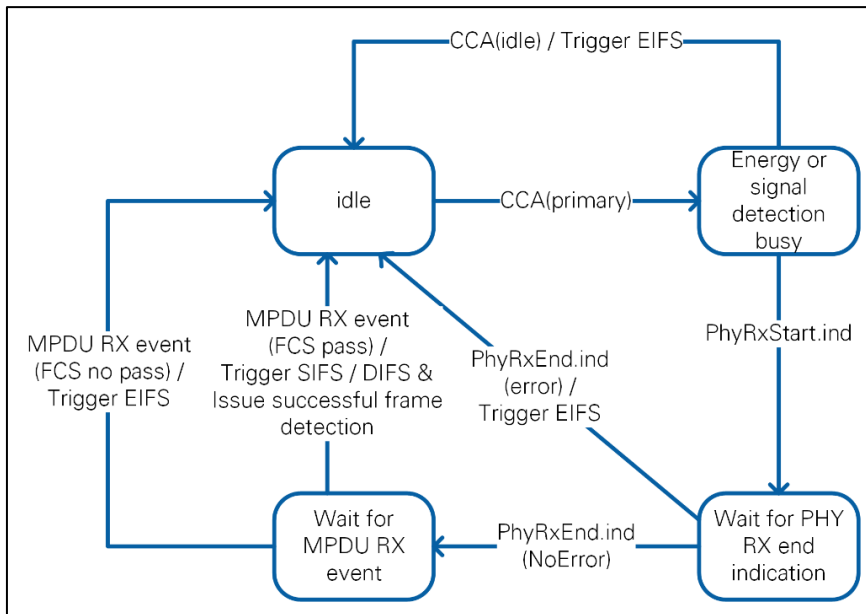 CCA(idle) / Trigger EIFS
idle
CCA(primary)
Energy or
signal
detection
busy
PhyRxStart.ind
MPDU RX event
(FCS no pass) /
Trigger EIFS
MPDU RX event
(FCS pass) /
Trigger SIFS / DIFS &
Issue successful frame
detection
PhyRxEnd.ind
(error) /
Trigger EIFS
Wait for
MPDU RX
event
PhyRxEnd.ind
(NoError)
Wait for PHY
RX end
indication